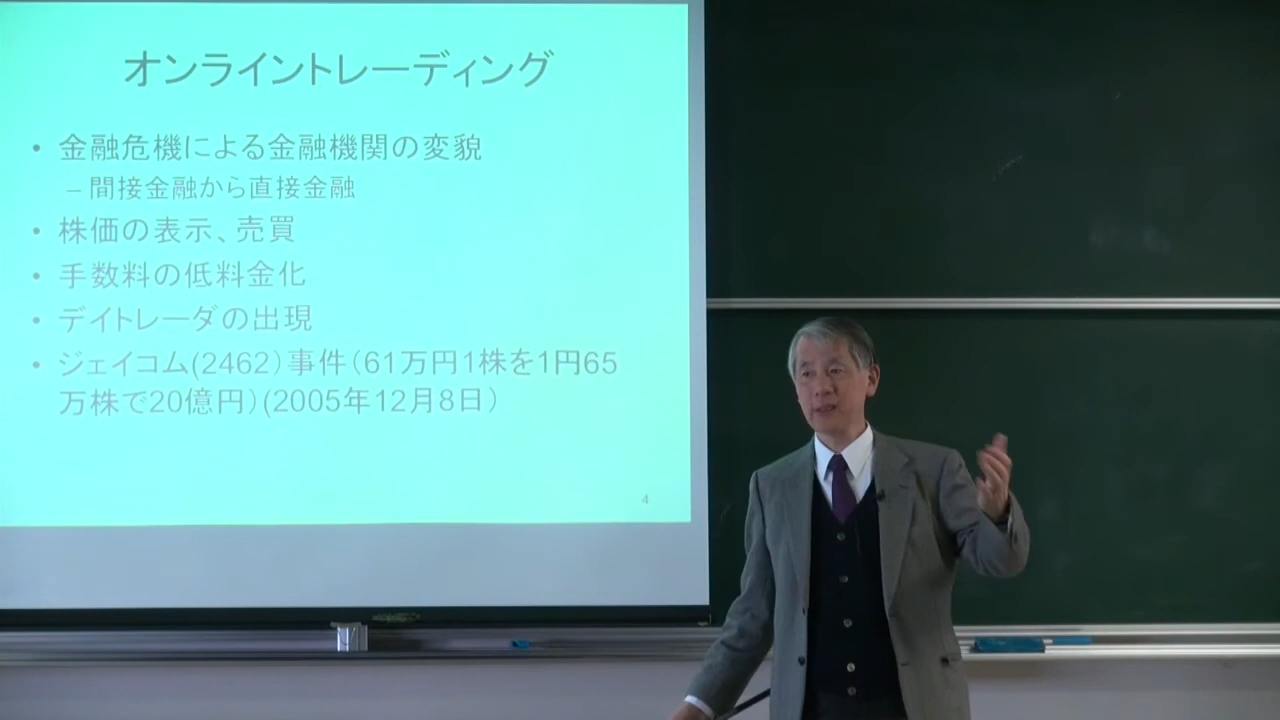 オンライントレーディング
• 金融危機による金融機関の変貌
– 間接金融から直接金融
• 株価の表示、売買
• 手数料の低料金化
• デイトレーダの出現
• ジェイコム(2462)事件（61万円1株を1円65
万株で20億円）(2005年12月8日）
4